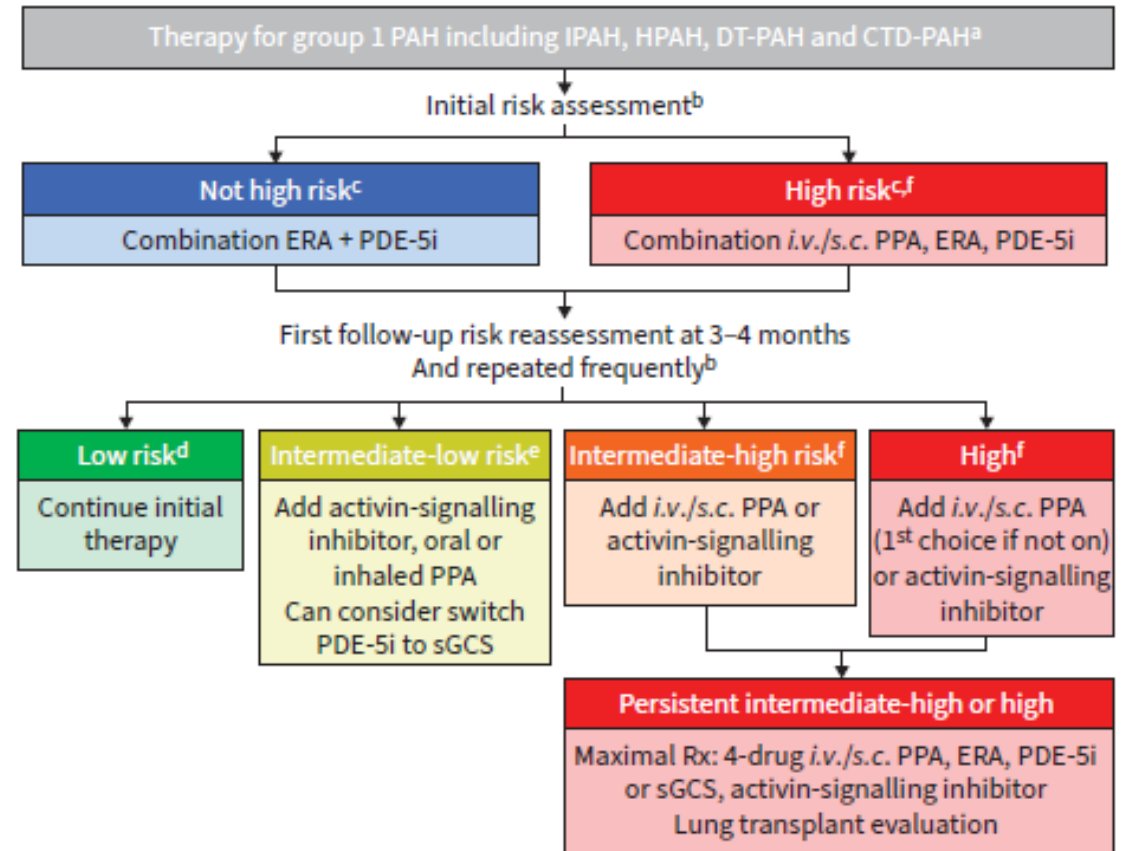 Therapy for group 1 PAH including IPAH, HPAH, DT-PAH and CTD-PAHᵃ
Initial risk assessmentᵇ
Not high riskᶜ
Combination ERA + PDE-5i
High riskᶜ,ᶠ
Combination i.v./s.c. PPA, ERA, PDE-5i
First follow-up risk reassessment at 3–4 months
And repeated frequentlyᵇ
Low riskᵈ
Continue initial
therapy
Intermediate-low riskᵉ
Add activin-signalling
inhibitor, oral or
inhaled PPA
Can consider switch
PDE-5i to sGCS
Intermediate-high riskᶠ
Add i.v./s.c. PPA or
activin-signalling
inhibitor
Highᶠ
Add i.v./s.c. PPA
(1ˢᵗ choice if not on)
or activin-signalling
inhibitor
Persistent intermediate-high or high
Maximal Rx: 4-drug i.v./s.c. PPA, ERA, PDE-5i
or sGCS, activin-signalling inhibitor
Lung transplant evaluation